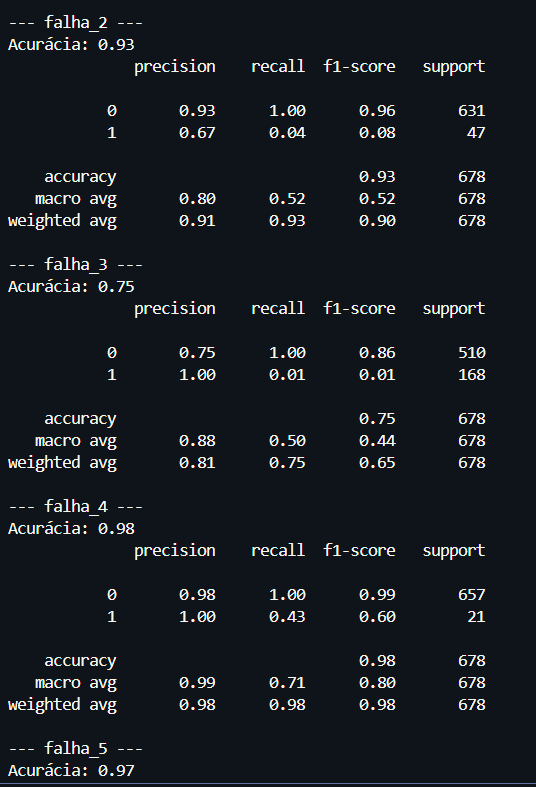 --- falha_2 ---
Acurácia: 0.93
precision recall f1-score support
0 0.93 1.00 0.96 631
1 0.67 0.04 0.08 47
accuracy 0.93 678
macro avg 0.80 0.52 0.52 678
weighted avg 0.91 0.93 0.90 678
--- falha_3 ---
Acurácia: 0.75
precision recall f1-score support
0 0.75 1.00 0.86 510
1 1.00 0.01 0.01 168
accuracy 0.75 678
macro avg 0.88 0.50 0.44 678
weighted avg 0.81 0.75 0.65 678
--- falha_4 ---
Acurácia: 0.98
precision recall f1-score support
0 0.98 1.00 0.99 657
1 1.00 0.43 0.60 21
accuracy 0.98 678
macro avg 0.99 0.71 0.80 678
weighted avg 0.98 0.98 0.98 678
--- falha_5 ---
Acurácia: 0.97